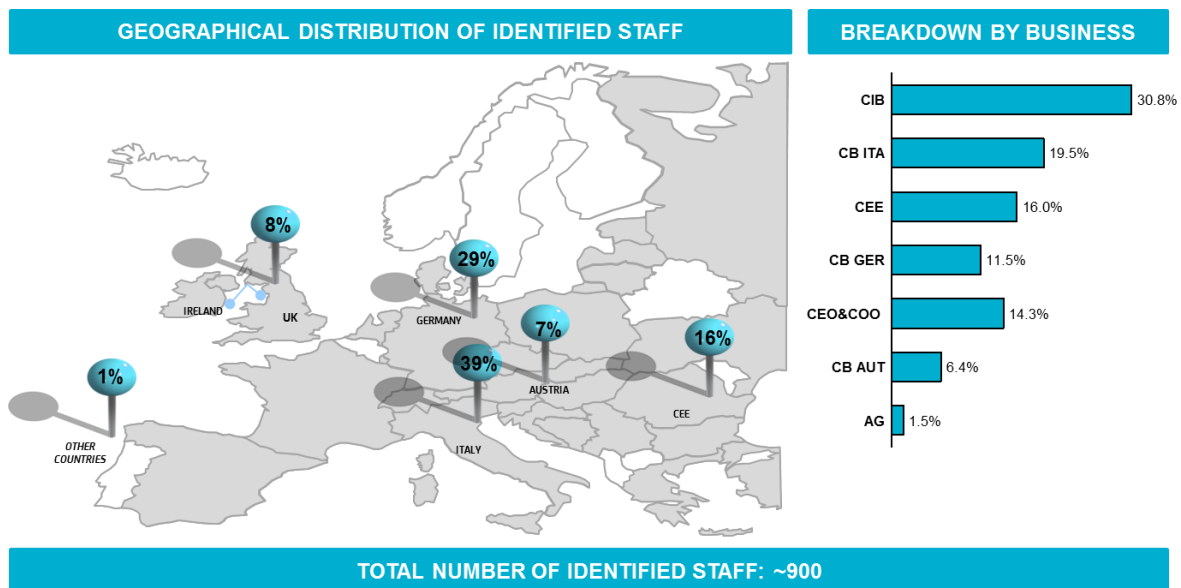 GEOGRAPHICAL DISTRIBUTION OF IDENTIFIED STAFF
8%
29%
7%
16%
39%
1%
IRELAND
UK
GERMANY
AUSTRIA
CEE
ITALY
OTHER
COUNTRIES
BREAKDOWN BY BUSINESS
CIB 30.8%
CB ITA 19.5%
CEE 16.0%
CB GER 11.5%
CEO&COO 14.3%
CB AUT 6.4%
AG 1.5%
TOTAL NUMBER OF IDENTIFIED STAFF: ~900